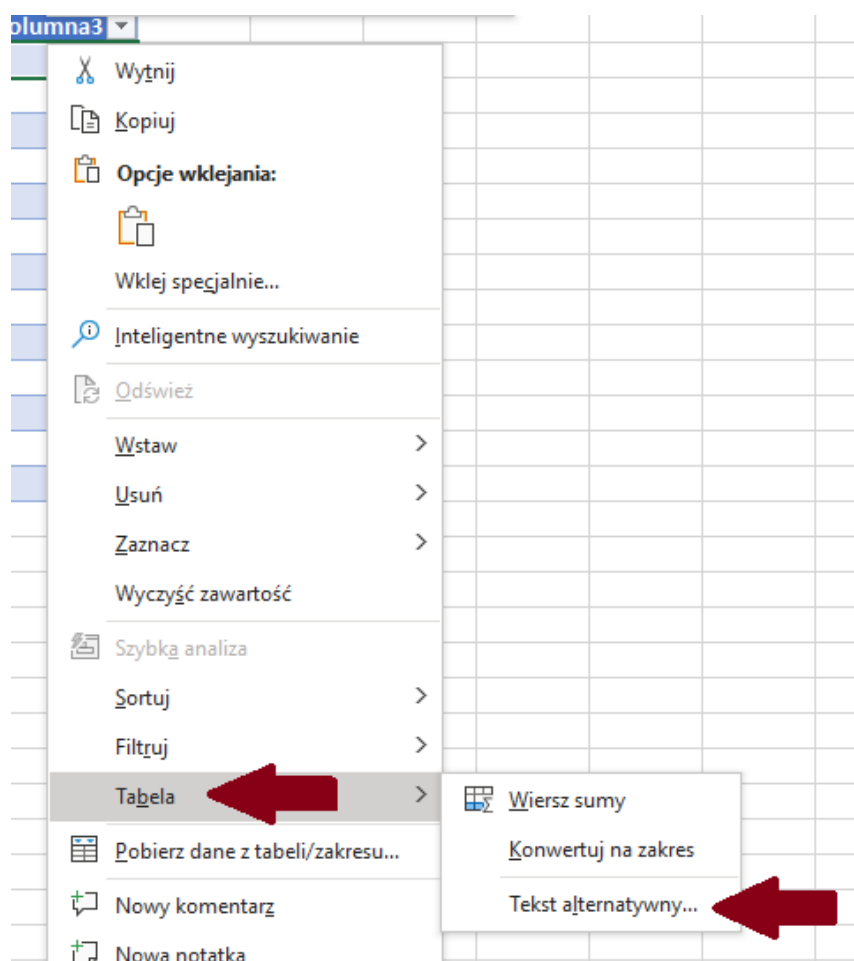 olumna3
Wytnij
Kopiuj
Opcje wklejania:
Wklej specjalnie...
Inteligentne wyszukiwanie
Odśwież
Wstaw
Usuń
Zaznacz
Wyczyść zawartość
Szybka analiza
Sortuj
Filtruj
Tabela
Wiersz sumy
Konwertuj na zakres
Tekst alternatywny...
Pobierz dane z tabeli/zakresu...
Nowy komentarz
Nowa notatka